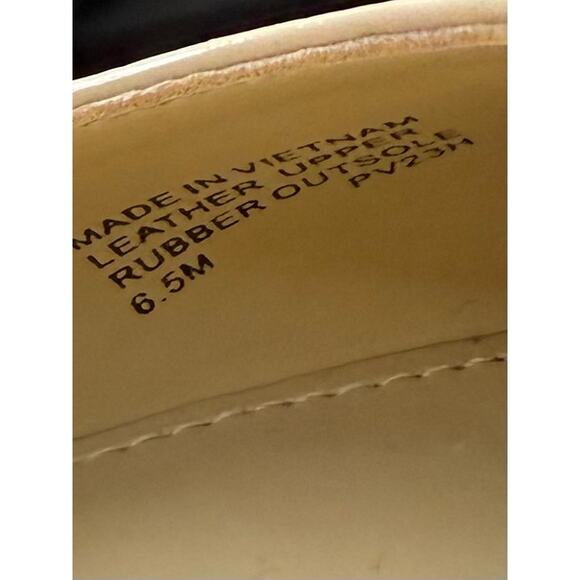 MADE IN VIETNAM
LEATHER UPPER
RUBBER OUTSOLE
6.5M PV23H